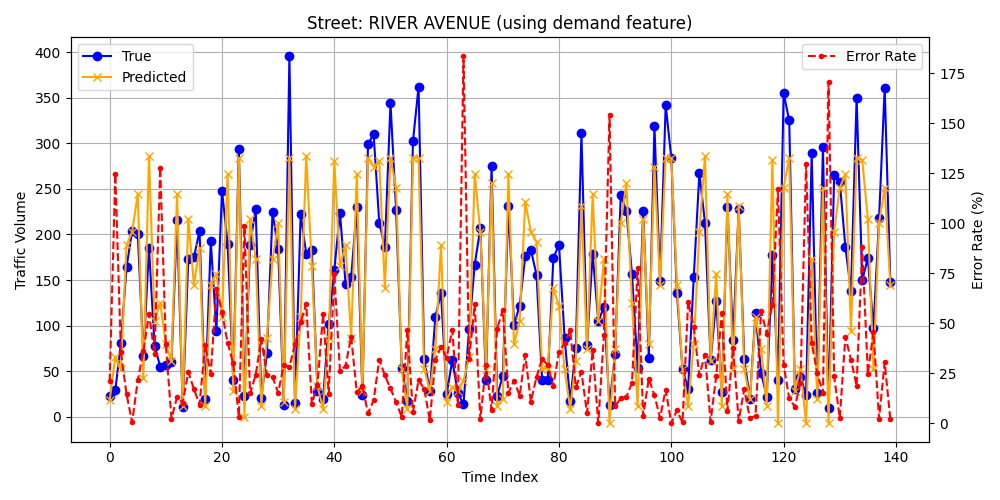 Street: RIVER AVENUE (using demand feature)
True
Predicted
Error Rate
Traffic Volume
400
350
300
250
200
150
100
50
0
175
150
125
100
75
50
25
0
Error Rate (%)
0 20 40 60 80 100 120 140
Time Index